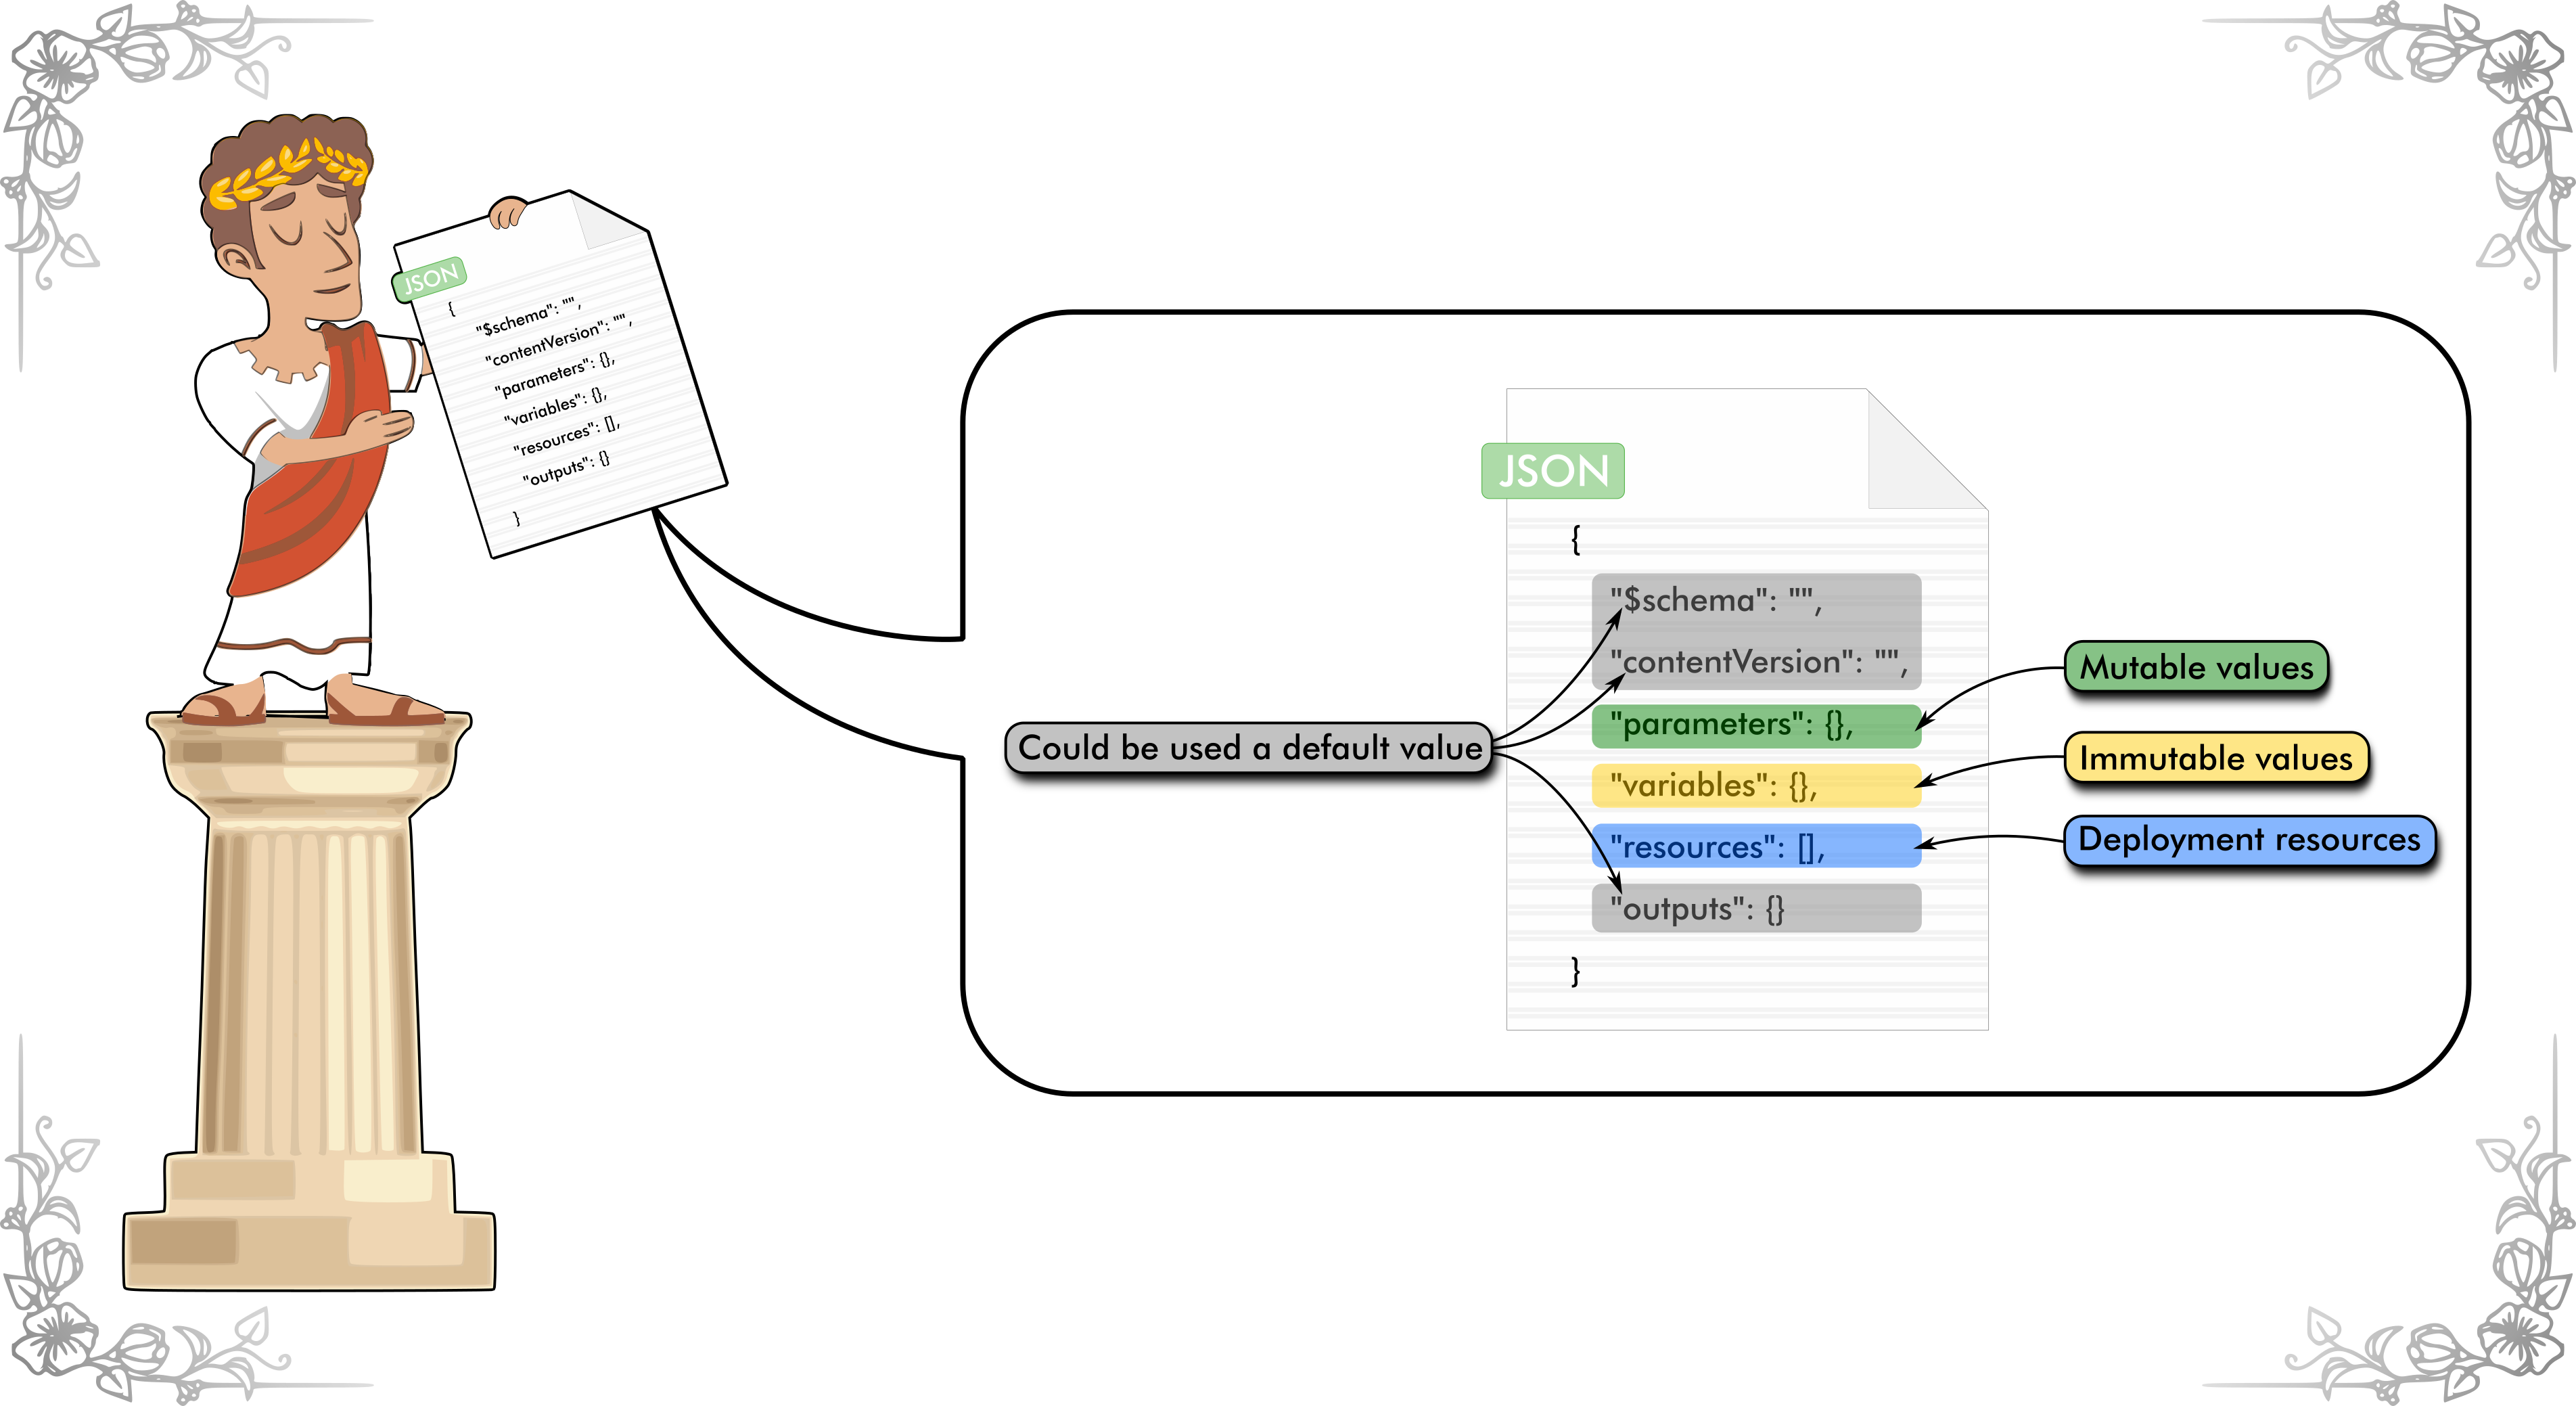 JSON
{
"$schema": "",
"contentVersion": "",
"parameters": {},
"variables": {},
"resources": [],
"outputs": {}
}
JSON
{
"$schema": "",
"contentVersion": "",
"parameters": {},
"variables": {},
"resources": [],
"outputs": {}
}
Could be used a default value
Mutable values
Immutable values
Deployment resources